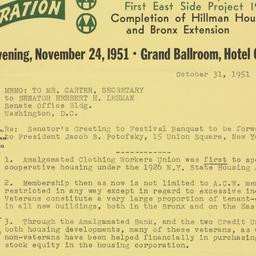 RATION
First East Side Project 19
Completion of Hillman Hou
and Bronx Extension
vening, November 24, 1951 · Grand Ballroom, Hotel C
October 31, 1951
MEMO: TO MR. CARTER, SECRETARY
to SENATOR HERBERT H. LEHMAN
Senate Office Bldg.
Washington, D.C.
Re: Senator's Greeting to Festival Banquet to be form
to President Jacob S. Potofsky, 15 Union Square, New Yor
1. Amalgamated Clothing Workers Union was first to spo
cooperative housing under the 1926 N.Y. State Housing A
2. Membership then as now is not limited to A.C.W. mem
restricted in any way except in regard to excessive in
Veterans constitute a very large proportion of tenant-
in all new buildings, both in the Bronx and on the East
3. Through the Amalgamated Bank, and the two Credit U
both housing developments, many of these veterans, as w
non-veterans have been helped financially in purchasing
stock equity in the housing corporation.